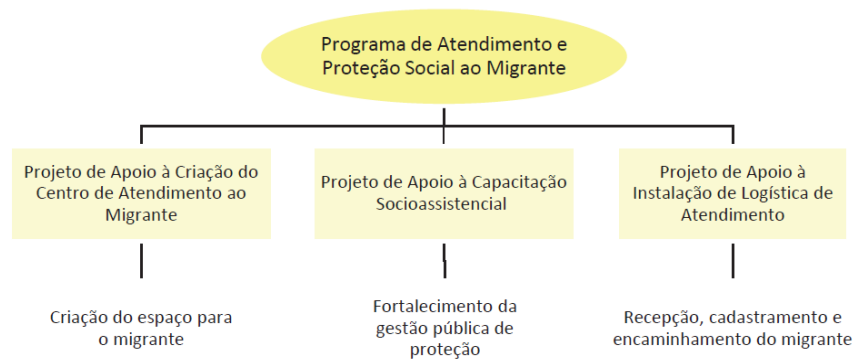 Programa de Atendimento e
Proteção Social ao Migrante
Projeto de Apoio à Criação do
Centro de Atendimento ao
Migrante
Projeto de Apoio à Capacitação
Socioassistencial
Projeto de Apoio à
Instalação de Logística de
Atendimento
Criação do espaço para
o migrante
Fortalecimento da
gestão pública de
proteção
Recepção, cadastramento e
encaminhamento do migrante